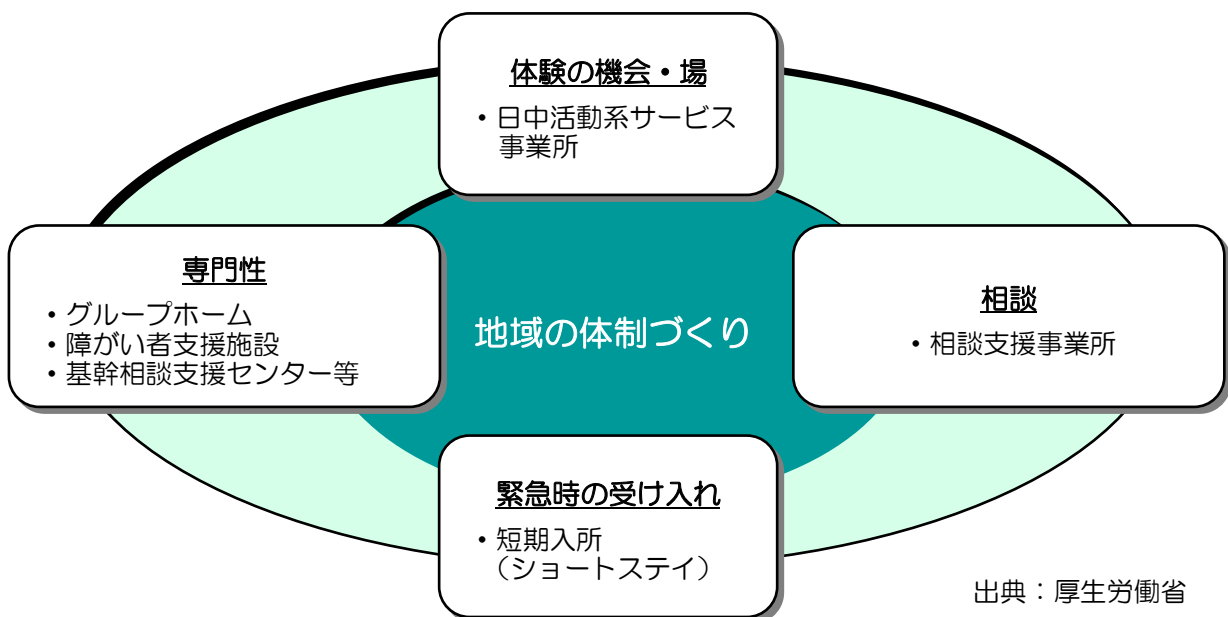 体験の機会・場
・日中活動系サービス
事業所
専門性
・グループホーム
・障がい者支援施設
・基幹相談支援センター等
地域の体制づくり
相談
・相談支援事業所
緊急時の受け入れ
・短期入所
（ショートステイ）
出典：厚生労働省